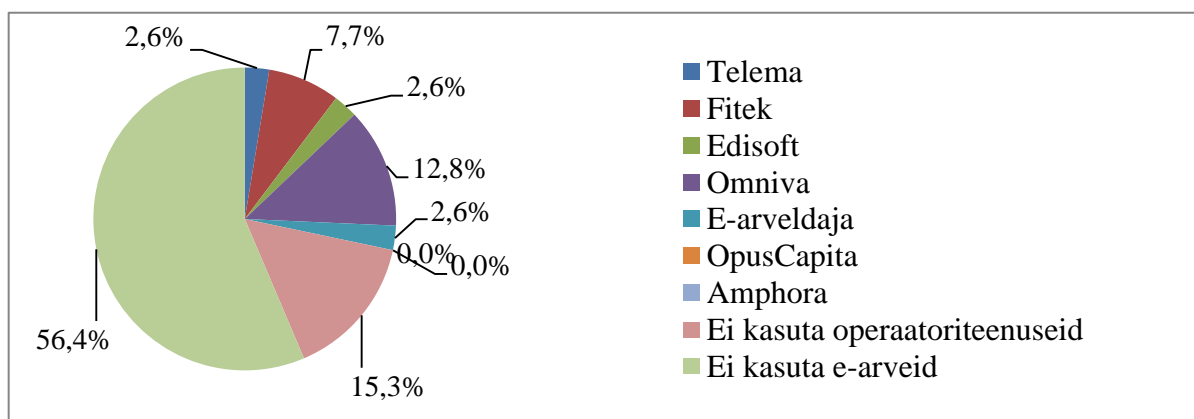 2,6%
7,7%
2,6%
12,8%
2,6%
0,0%
0,0%
15,3%
56,4%
Telema
Fitek
Edisoft
Omniva
E-arveldaja
OpusCapita
Amphora
Ei kasuta operaatoriteenuseid
Ei kasuta e-arveid